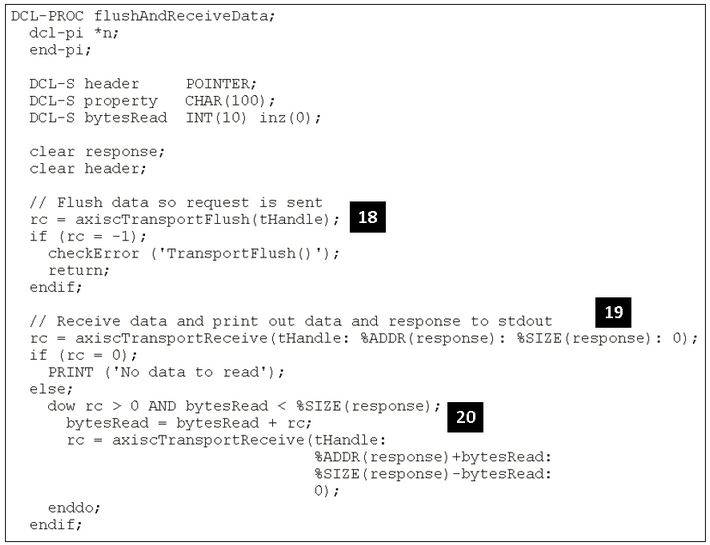 DCL-PROC flushAndReceiveData;
dcl-pi *n;
end-pi;
DCL-S header POINTER;
DCL-S property CHAR(100);
DCL-S bytesRead INT(10) inz(0);
clear response;
clear header;
// Flush data so request is sent
rc = axiscTransportFlush(tHandle); 18
if (rc = -1);
checkError ('TransportFlush()');
return;
endif;
19
// Receive data and print out data and response to stdout
rc = axiscTransportReceive(tHandle: %ADDR(response): %SIZE(response): 0);
if (rc = 0);
PRINT ('No data to read');
else;
dow rc > 0 AND bytesRead < %SIZE(response);
bytesRead = bytesRead + rc; 20
rc = axiscTransportReceive(tHandle:
%ADDR(response)+bytesRead:
%SIZE(response)-bytesRead:
0);
enddo;
endif;